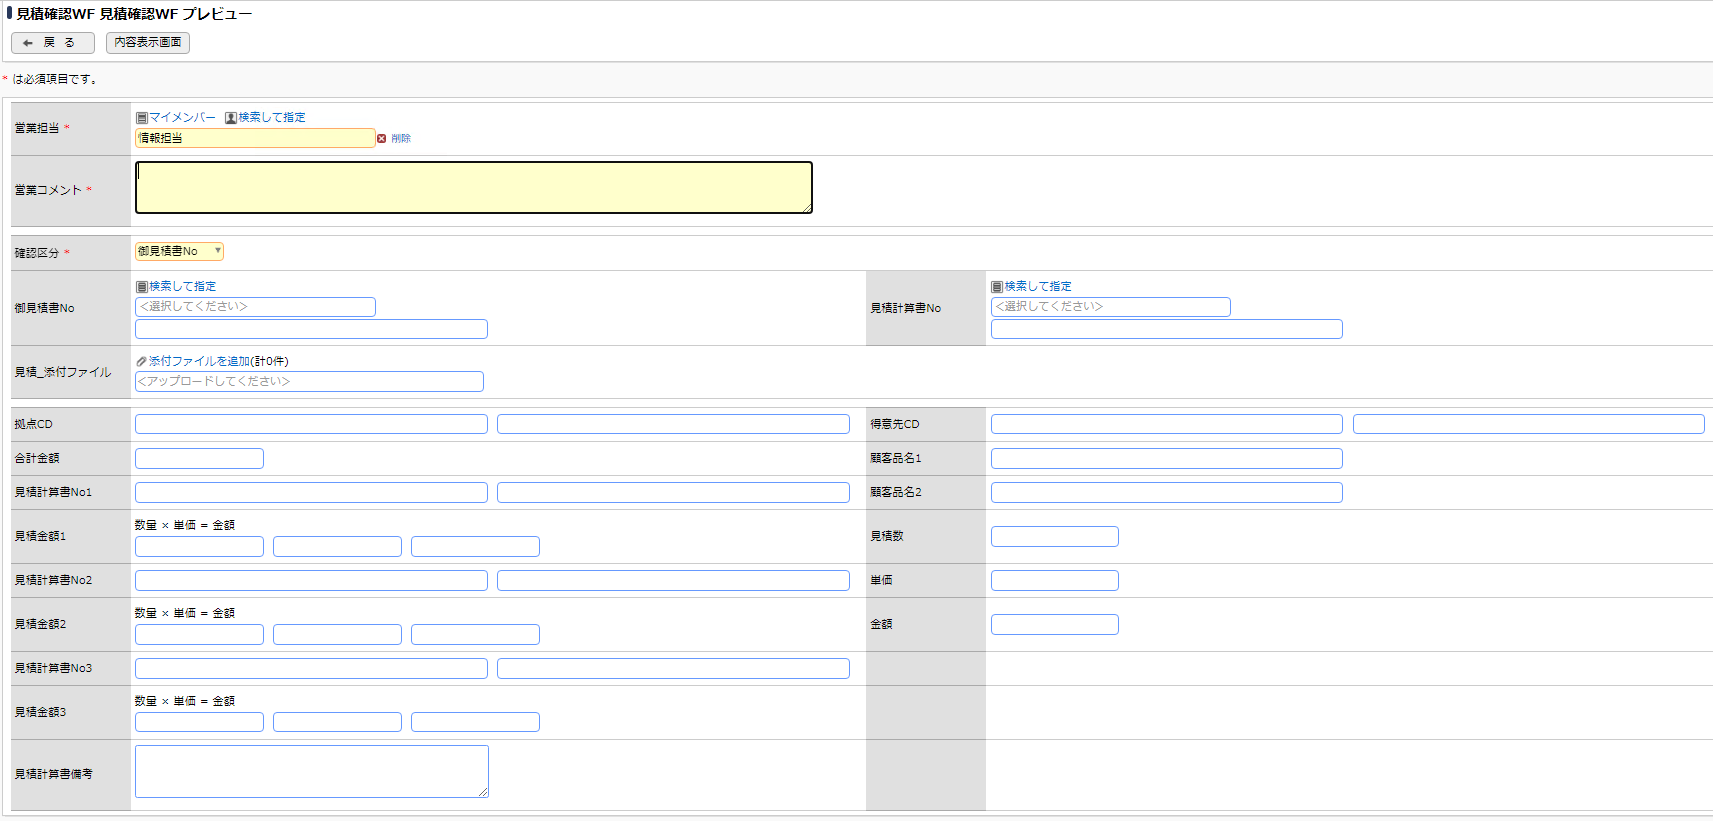 見積確認WF 見積確認WF プレビュー
戻 る 内容表示画面
* は必須項目です。
営業担当 * マイメンバー 検索して指定
情報担当 削除
営業コメント *
確認区分 * 御見積書No
御見積書No 検索して指定 見積計算書No 検索して指定
<選択してください> <選択してください>
見積_添付ファイル 添付ファイルを追加(計0件)
<アップロードしてください>
拠点CD 得意先CD
合計金額 顧客品名1
見積計算書No1 顧客品名2
見積金額1 数量 × 単価 = 金額 見積数
見積計算書No2 単価
見積金額2 数量 × 単価 = 金額 金額
見積計算書No3
見積金額3 数量 × 単価 = 金額
見積計算書備考